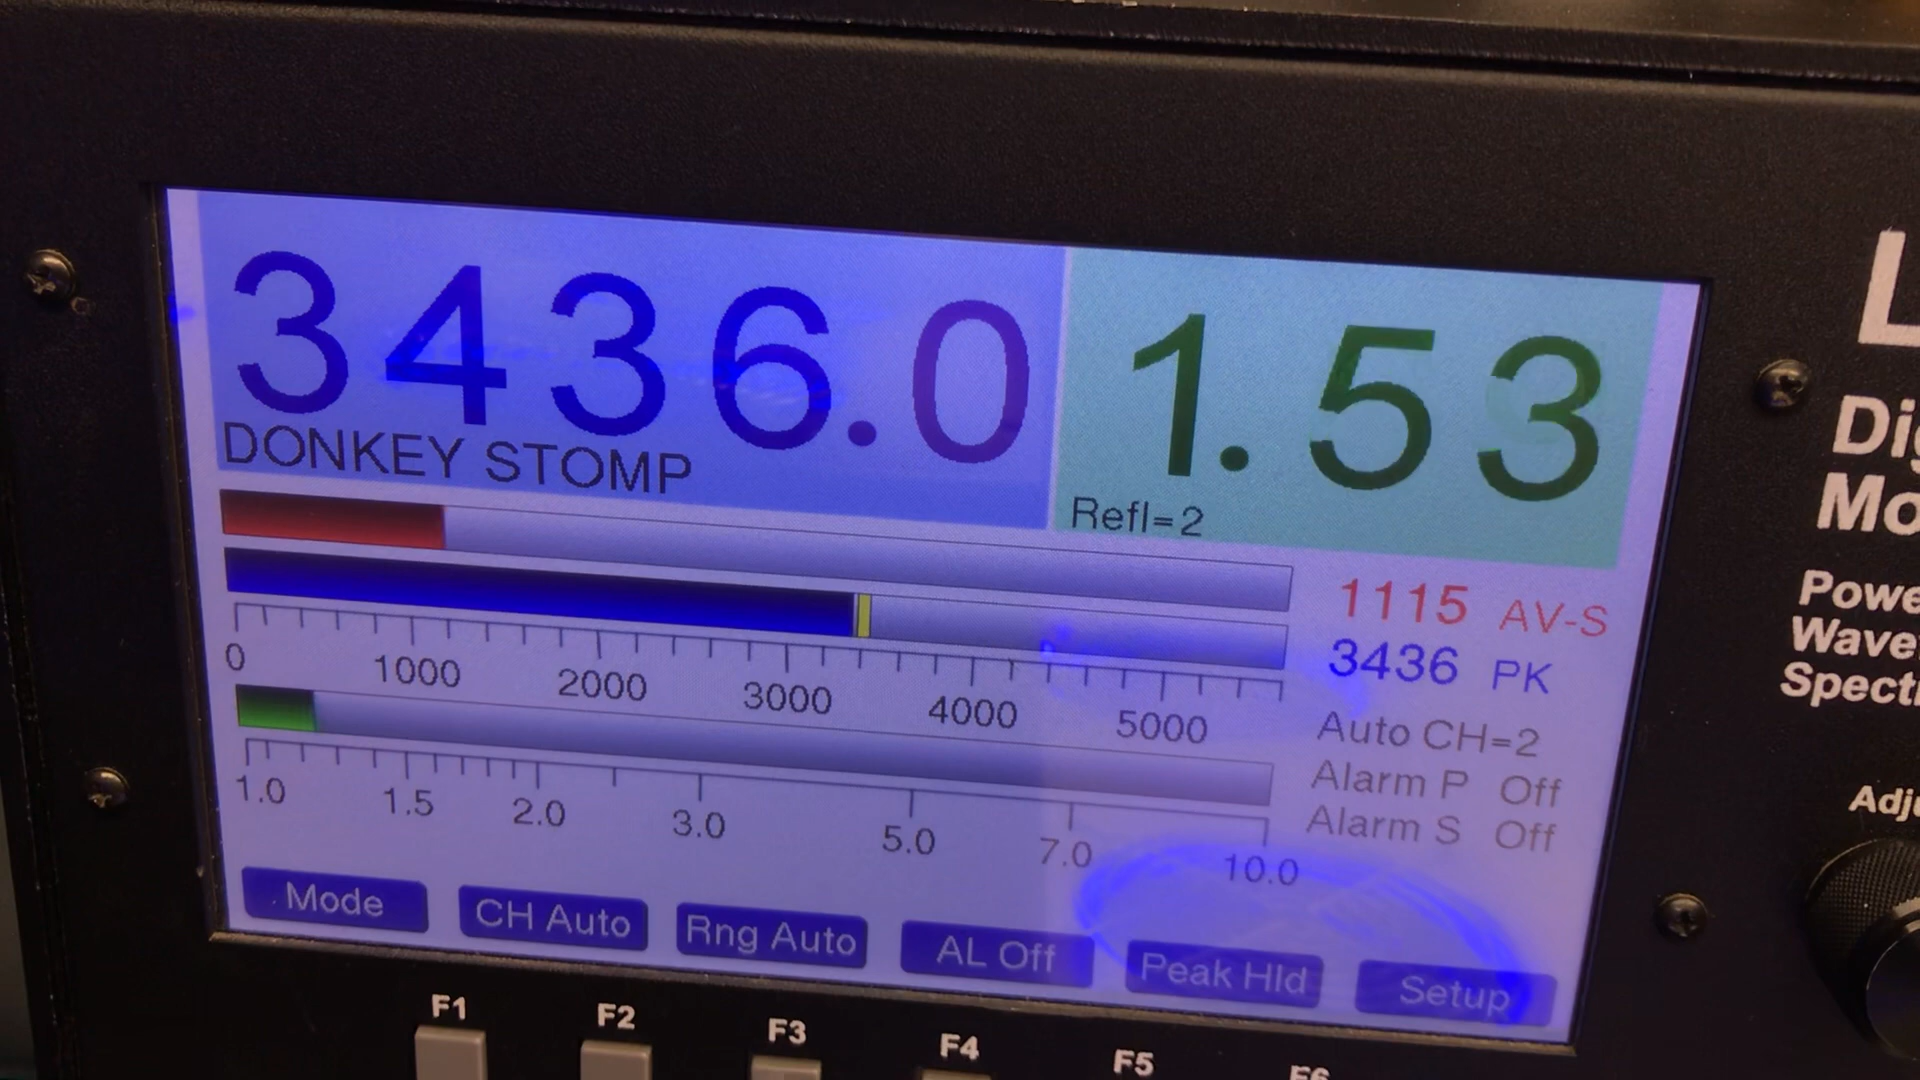 3436.0
DONKEY STOMP
1.53
Refl=2
1115 AV-S
3436 PK
0 1000 2000 3000 4000 5000
Auto CH=2
Alarm P Off
Alarm S Off
1.0 1.5 2.0 3.0 5.0 7.0 10.0
Mode CH Auto Rng Auto AL Off Peak Hld Setup
F1 F2 F3 F4 F5 F6
L
Di
Mo
Powe
Wave
Spect
Adju